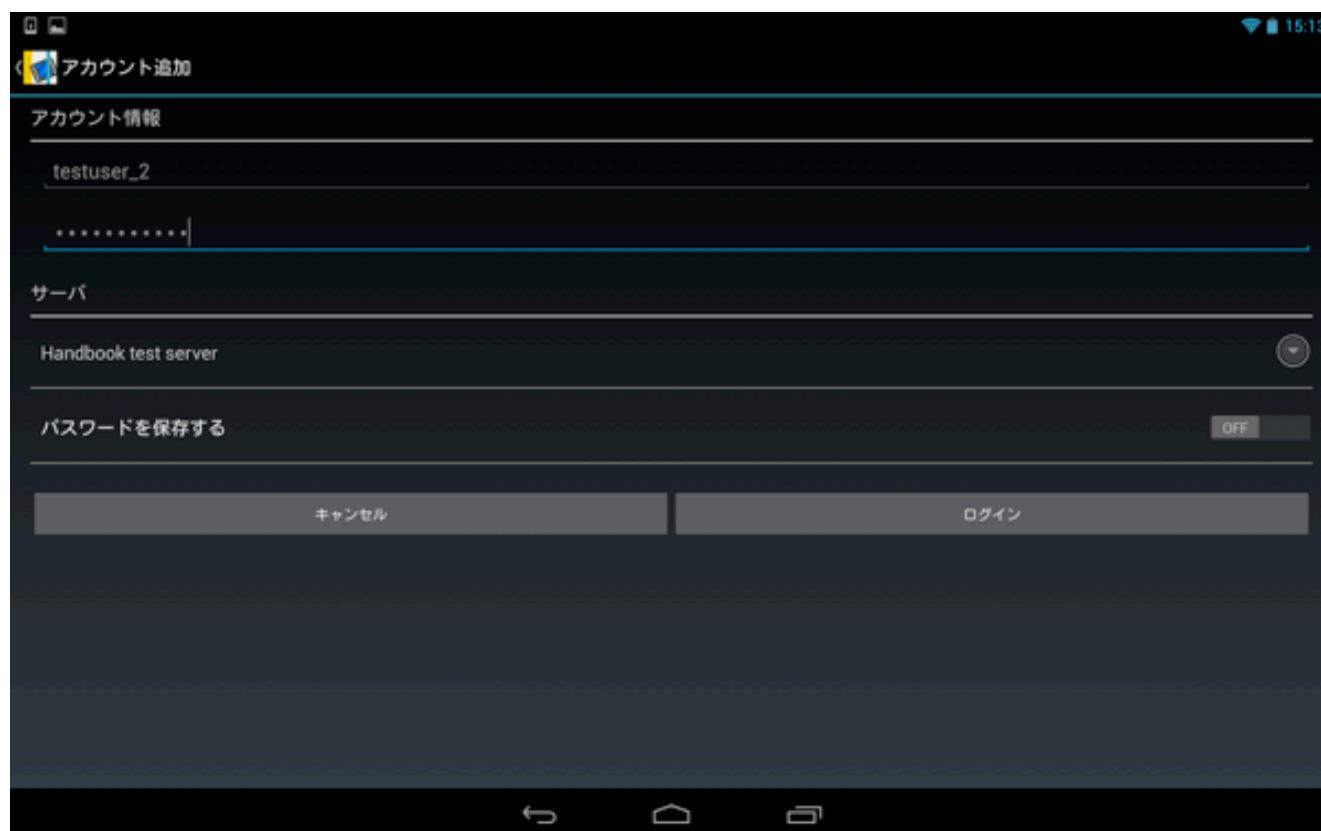 15:13
アカウント追加
アカウント情報
testuser_2
•••••••••••
サーバ
Handbook test server
パスワードを保存する
OFF
キャンセル
ログイン